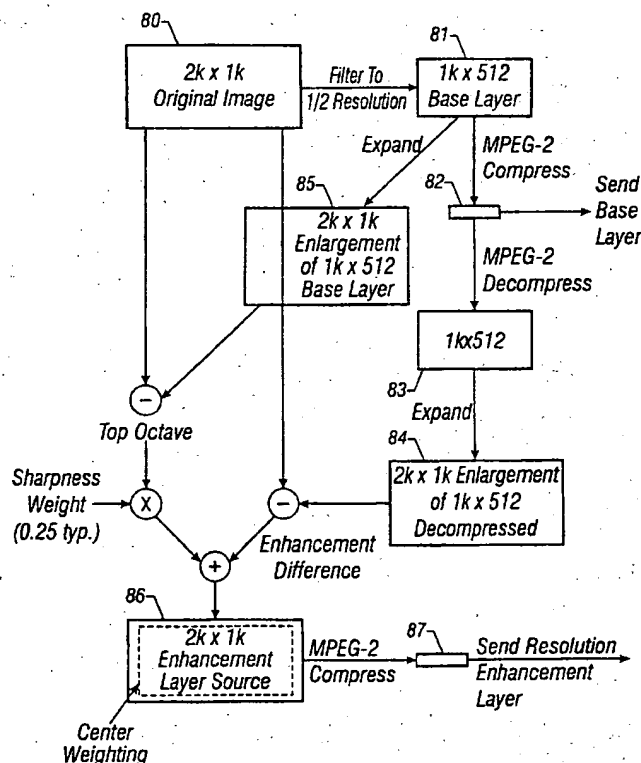 80
2k x 1k
Original Image
Filter To
1/2 Resolution
81
1k x 512
Base Layer
Expand
MPEG-2
Compress
82
Send
Base
Layer
85
2k x 1k
Enlargement
of 1k x 512
Base Layer
MPEG-2
Decompress
1kx512
83
Expand
−
Top Octave
84
2k x 1k Enlargement
of 1k x 512
Decompressed
Sharpness
Weight
(0.25 typ.)
X
−
Enhancement
Difference
+
86
2k x 1k
Enhancement
Layer Source
MPEG-2
Compress
87
Send Resolution
Enhancement
Layer
Center
Weighting